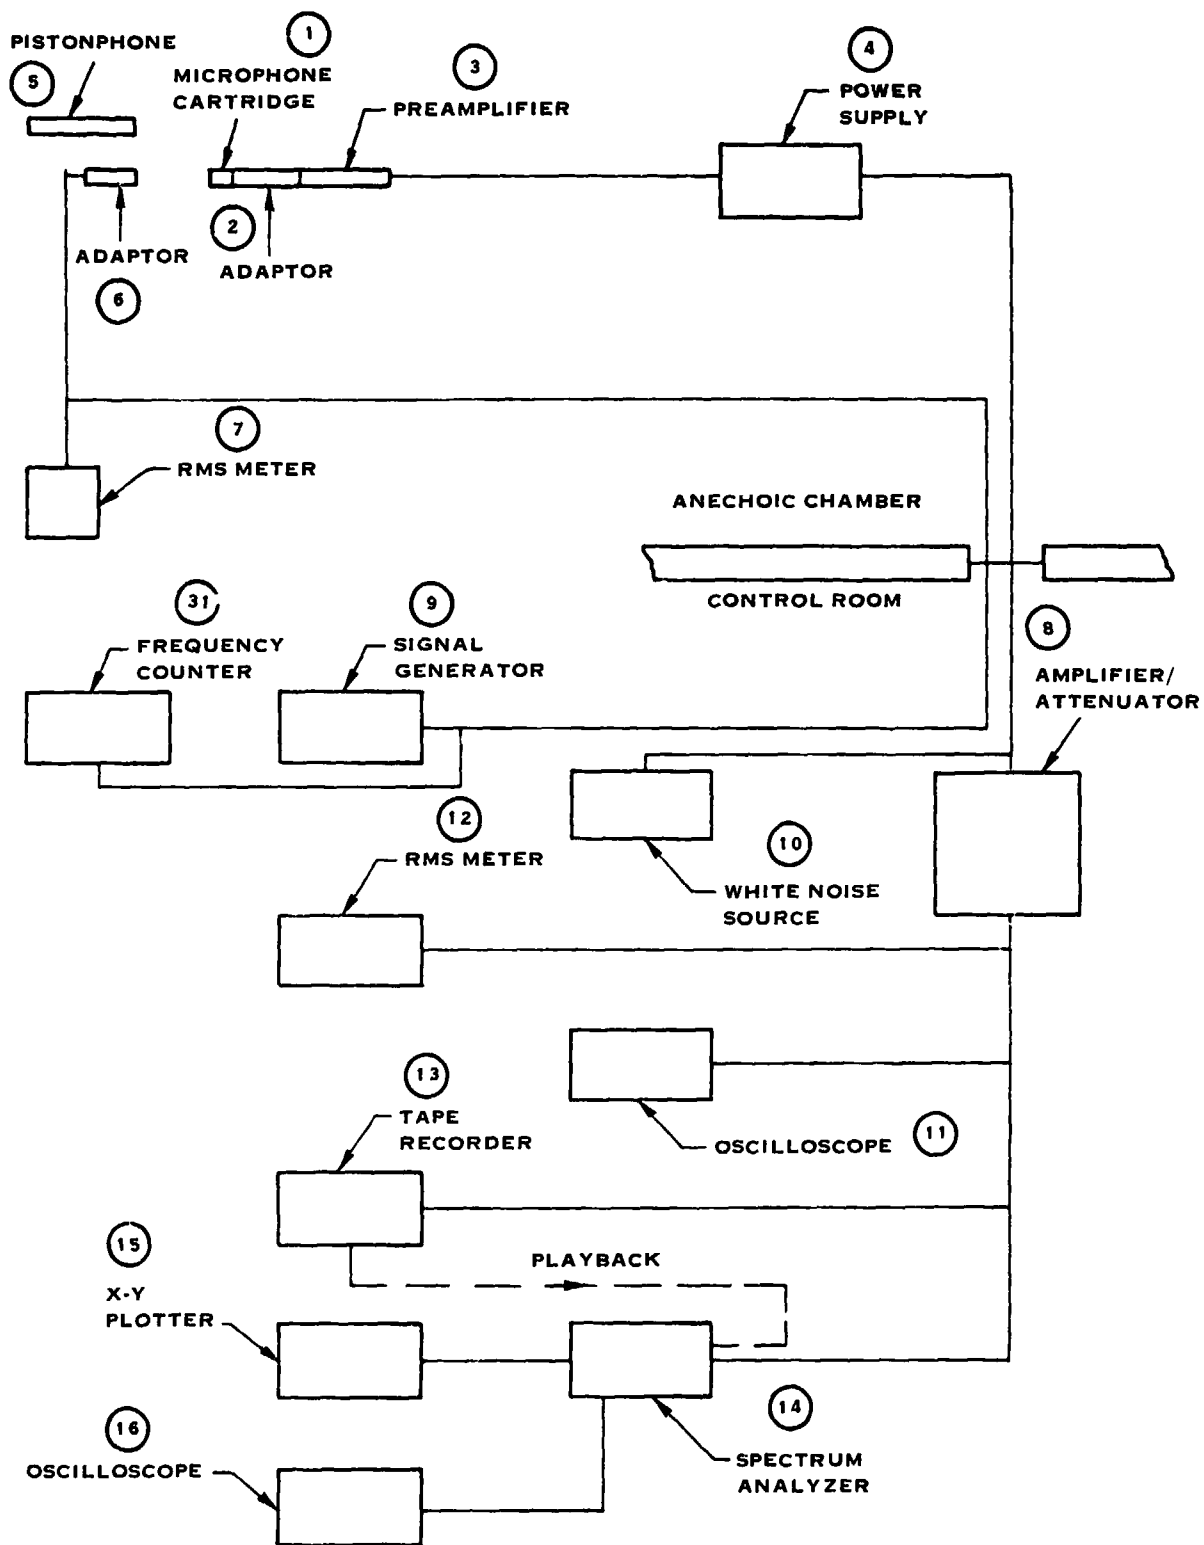 PISTONPHONE
5
1
MICROPHONE
CARTRIDGE
3
PREAMPLIFIER
4
POWER
SUPPLY
2
ADAPTOR
ADAPTOR
6
7
RMS METER
ANECHOIC CHAMBER
CONTROL ROOM
31
FREQUENCY
COUNTER
9
SIGNAL
GENERATOR
8
AMPLIFIER/
ATTENUATOR
12
RMS METER
10
WHITE NOISE
SOURCE
13
TAPE
RECORDER
OSCILLOSCOPE
11
15
X-Y
PLOTTER
PLAYBACK
16
OSCILLOSCOPE
14
SPECTRUM
ANALYZER